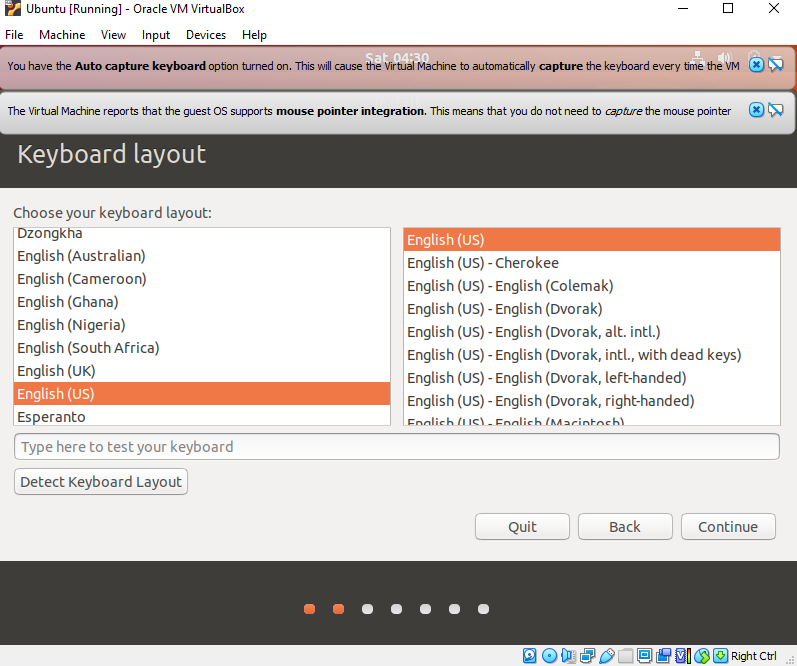 Ubuntu [Running] - Oracle VM VirtualBox
File Machine View Input Devices Help
Sat 04:30
You have the Auto capture keyboard option turned on. This will cause the Virtual Machine to automatically capture the keyboard every time the VM
The Virtual Machine reports that the guest OS supports mouse pointer integration. This means that you do not need to capture the mouse pointer
Keyboard layout
Choose your keyboard layout:
Dzongkha
English (Australian)
English (Cameroon)
English (Ghana)
English (Nigeria)
English (South Africa)
English (UK)
English (US)
Esperanto
English (US)
English (US) - Cherokee
English (US) - English (Colemak)
English (US) - English (Dvorak)
English (US) - English (Dvorak, alt. intl.)
English (US) - English (Dvorak, intl., with dead keys)
English (US) - English (Dvorak, left-handed)
English (US) - English (Dvorak, right-handed)
English (US) - English (Macintosh)
Type here to test your keyboard
Detect Keyboard Layout
Quit
Back
Continue
Right Ctrl